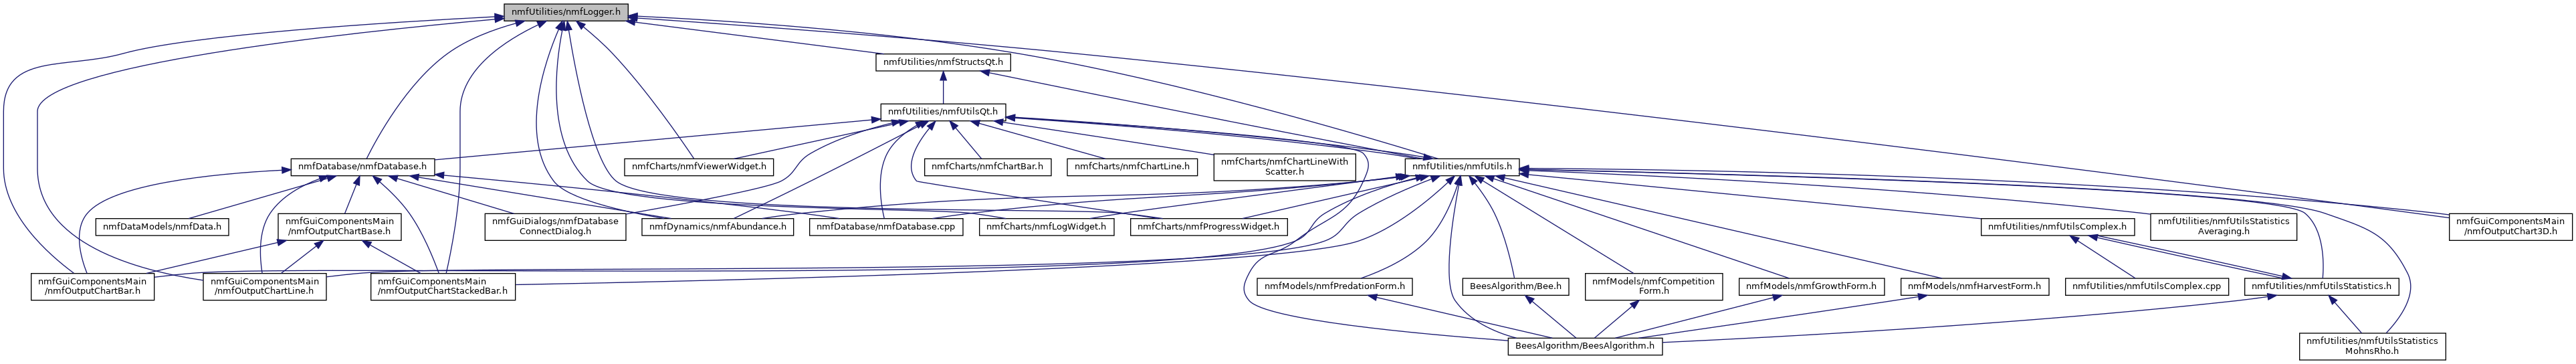 nmfUtilities/nmfLogger.h
nmfUtilities/nmfStructsQt.h
nmfUtilities/nmfUtilsQt.h
nmfDatabase/nmfDatabase.h
nmfCharts/nmfViewerWidget.h
nmfCharts/nmfChartBar.h
nmfCharts/nmfChartLine.h
nmfCharts/nmfChartLineWith
Scatter.h
nmfUtilities/nmfUtils.h
nmfDataModels/nmfData.h
nmfGuiComponentsMain
/nmfOutputChartBase.h
nmfGuiDialogs/nmfDatabase
ConnectDialog.h
nmfDynamics/nmfAbundance.h
nmfDatabase/nmfDatabase.cpp
nmfCharts/nmfLogWidget.h
nmfCharts/nmfProgressWidget.h
nmfUtilities/nmfUtilsComplex.h
nmfUtilities/nmfUtilsStatistics
Averaging.h
nmfGuiComponentsMain
/nmfOutputChart3D.h
nmfGuiComponentsMain
/nmfOutputChartBar.h
nmfGuiComponentsMain
/nmfOutputChartLine.h
nmfGuiComponentsMain
/nmfOutputChartStackedBar.h
nmfModels/nmfPredationForm.h
BeesAlgorithm/Bee.h
nmfModels/nmfCompetition
Form.h
nmfModels/nmfGrowthForm.h
nmfModels/nmfHarvestForm.h
nmfUtilities/nmfUtilsComplex.cpp
nmfUtilities/nmfUtilsStatistics.h
BeesAlgorithm/BeesAlgorithm.h
nmfUtilities/nmfUtilsStatistics
MohnsRho.h